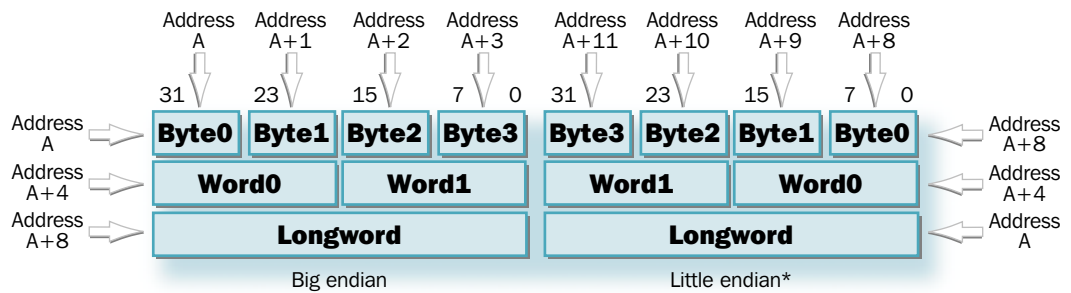 Address A Address A+1 Address A+2 Address A+3 Address A+11 Address A+10 Address A+9 Address A+8
31 23 15 7 0 31 23 15 7 0
Address A Byte0 Byte1 Byte2 Byte3 Byte3 Byte2 Byte1 Byte0 Address A+8
Address A+4 Word0 Word1 Word1 Word0 Address A+4
Address A+8 Longword Longword Address A
Big endian Little endian*